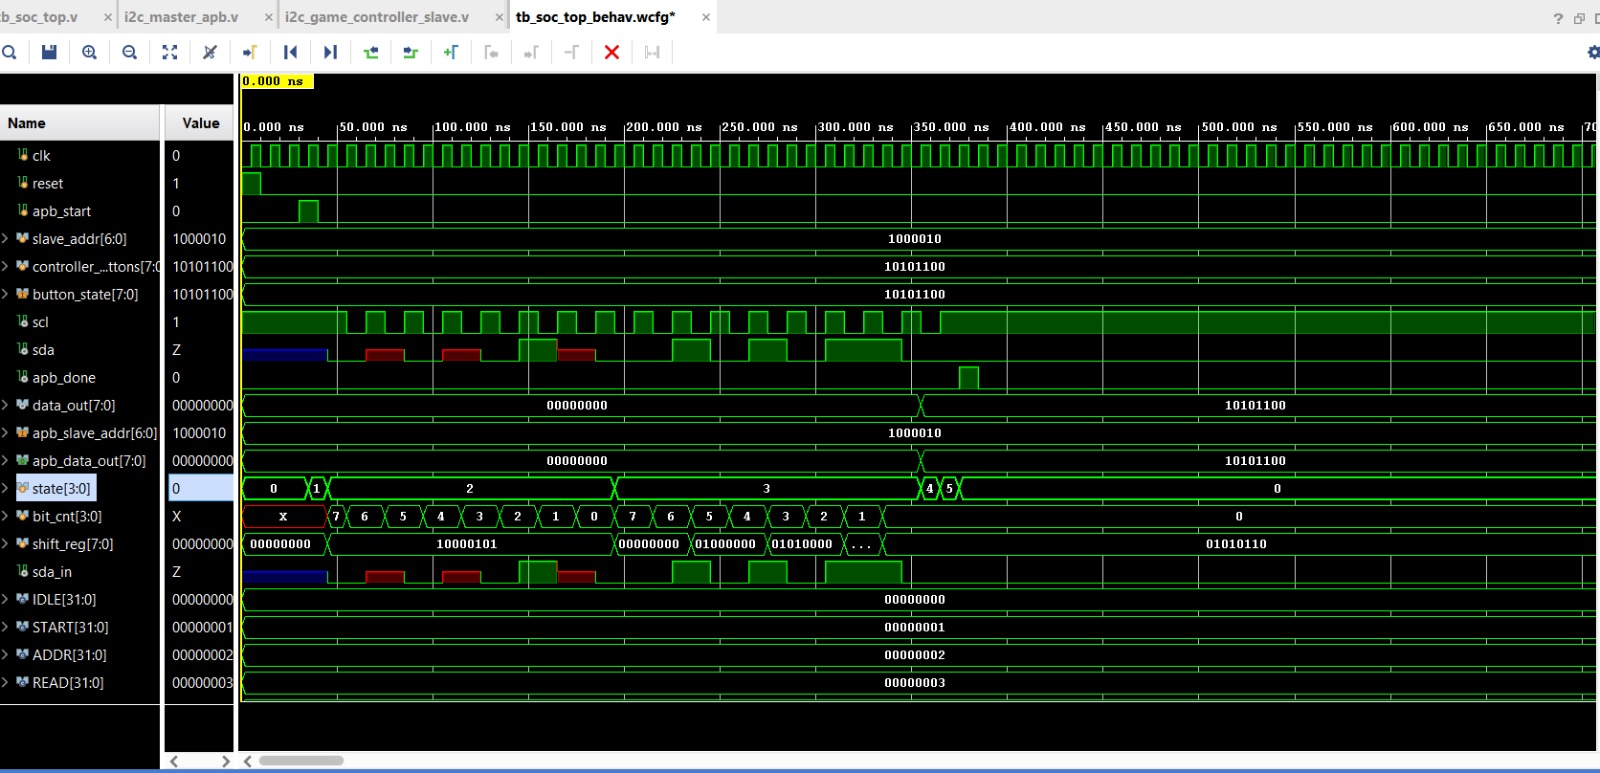 tb_soc_top.v × i2c_master_apb.v × i2c_game_controller_slave.v × tb_soc_top_behav.wcfg* ×
0.000 ns
Name Value
0.000 ns 50.000 ns 100.000 ns 150.000 ns 200.000 ns 250.000 ns 300.000 ns 350.000 ns 400.000 ns 450.000 ns 500.000 ns 550.000 ns 600.000 ns 650.000 ns 70
clk 0
reset 1
apb_start 0
slave_addr[6:0] 1000010 1000010
controller_...ttons[7:0 10101100 10101100
button_state[7:0] 10101100 10101100
scl 1
sda Z
apb_done 0
data_out[7:0] 00000000 00000000 10101100
apb_slave_addr[6:0] 1000010 1000010
apb_data_out[7:0] 00000000 00000000 10101100
state[3:0] 0 0 1 2 3 4 5 0
bit_cnt[3:0] X X 7 6 5 4 3 2 1 0 7 6 5 4 3 2 1 0
shift_reg[7:0] 00000000 00000000 10000101 00000000 01000000 01010000 ... 01010110
sda_in Z
IDLE[31:0] 00000000 00000000
START[31:0] 00000001 00000001
ADDR[31:0] 00000002 00000002
READ[31:0] 00000003 00000003